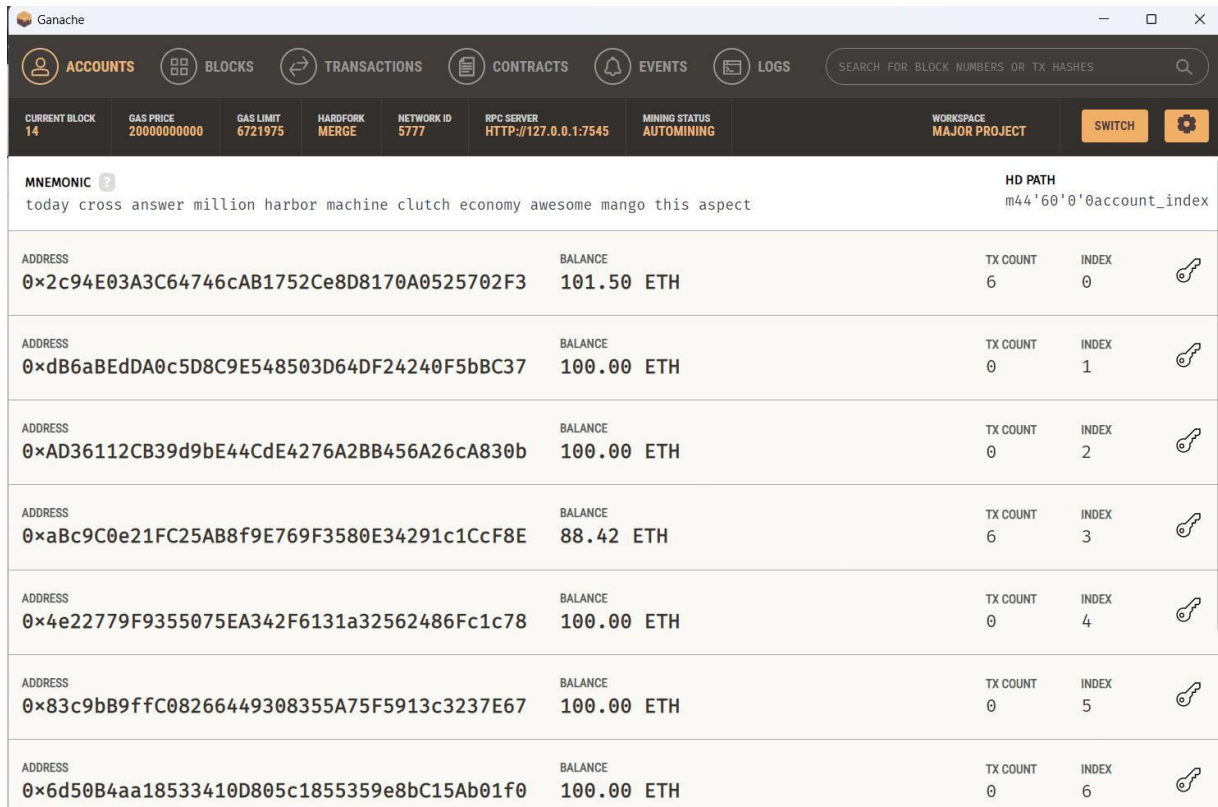 Ganache
ACCOUNTS BLOCKS TRANSACTIONS CONTRACTS EVENTS LOGS SEARCH FOR BLOCK NUMBERS OR TX HASHES
CURRENT BLOCK GAS PRICE GAS LIMIT HARDFORK NETWORK ID RPC SERVER MINING STATUS WORKSPACE
14 20000000000 6721975 MERGE 5777 HTTP://127.0.0.1:7545 AUTOMINING MAJOR PROJECT SWITCH
MNEMONIC ? HD PATH
today cross answer million harbor machine clutch economy awesome mango this aspect m44'60'0'0account_index
ADDRESS BALANCE TX COUNT INDEX
0×2c94E03A3C64746cAB1752Ce8D8170A0525702F3 101.50 ETH 6 0
ADDRESS BALANCE TX COUNT INDEX
0×dB6aBEdDA0c5D8C9E548503D64DF24240F5bBC37 100.00 ETH 0 1
ADDRESS BALANCE TX COUNT INDEX
0×AD36112CB39d9bE44CdE4276A2BB456A26cA830b 100.00 ETH 0 2
ADDRESS BALANCE TX COUNT INDEX
0×aBc9C0e21FC25AB8f9E769F3580E34291c1CcF8E 88.42 ETH 6 3
ADDRESS BALANCE TX COUNT INDEX
0×4e22779F9355075EA342F6131a32562486Fc1c78 100.00 ETH 0 4
ADDRESS BALANCE TX COUNT INDEX
0×83c9bB9ffC08266449308355A75F5913c3237E67 100.00 ETH 0 5
ADDRESS BALANCE TX COUNT INDEX
0×6d50B4aa18533410D805c1855359e8bC15Ab01f0 100.00 ETH 0 6